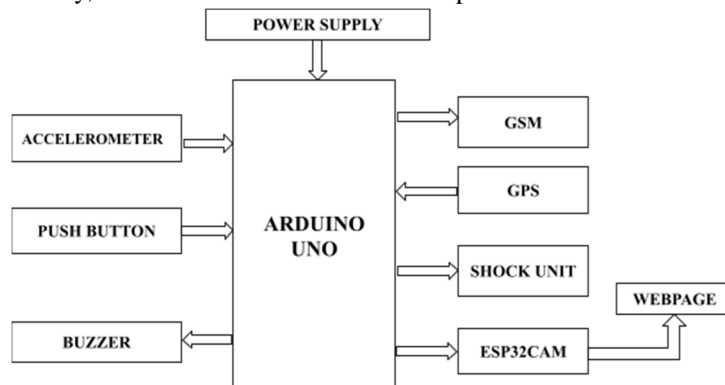 POWER SUPPLY
ACCELEROMETER
PUSH BUTTON
BUZZER
ARDUINO
UNO
GSM
GPS
SHOCK UNIT
ESP32CAM
WEBPAGE